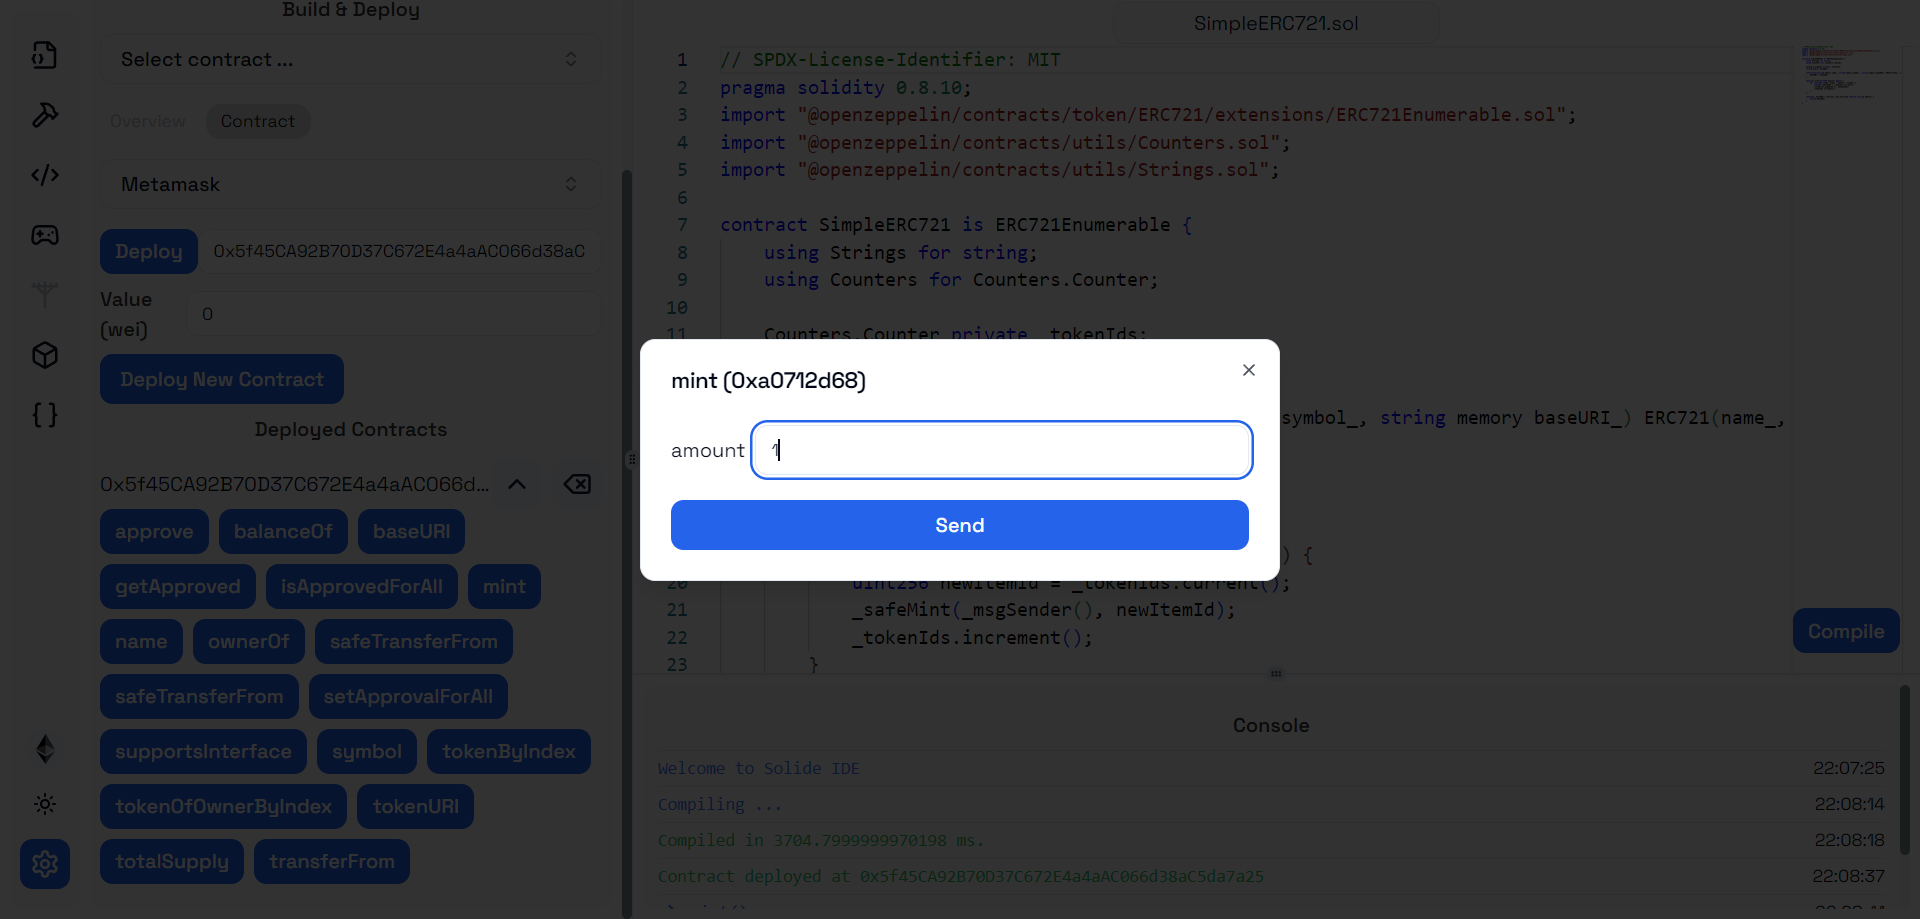 Build & Deploy
Select contract ...
Overview Contract
Metamask
Deploy 0x5f45CA92B70D37C672E4a4aAC066d38aC
Value
(wei)
0
Deploy New Contract
Deployed Contracts
0x5f45CA92B70D37C672E4a4aAC066d...
approve balanceOf baseURI
getApproved isApprovedForAll mint
name ownerOf safeTransferFrom
safeTransferFrom setApprovalForAll
supportsInterface symbol tokenByIndex
tokenOfOwnerByIndex tokenURI
totalSupply transferFrom
SimpleERC721.sol
1 // SPDX-License-Identifier: MIT
2 pragma solidity 0.8.10;
3 import "@openzeppelin/contracts/token/ERC721/extensions/ERC721Enumerable.sol";
4 import "@openzeppelin/contracts/utils/Counters.sol";
5 import "@openzeppelin/contracts/utils/Strings.sol";
6
7 contract SimpleERC721 is ERC721Enumerable {
8 using Strings for string;
9 using Counters for Counters.Counter;
10
11 Counters.Counter private _tokenIds;
symbol_, string memory baseURI_) ERC721(name_,
) {
20 uint256 newItemId = _tokenIds.current();
21 _safeMint(_msgSender(), newItemId);
22 _tokenIds.increment();
23 }
mint (0xa0712d68)
amount 1
Send
Compile
Console
Welcome to Solide IDE 22:07:25
Compiling ... 22:08:14
Compiled in 3704.7999999970198 ms. 22:08:18
Contract deployed at 0x5f45CA92B70D37C672E4a4aAC066d38aC5da7a25 22:08:37